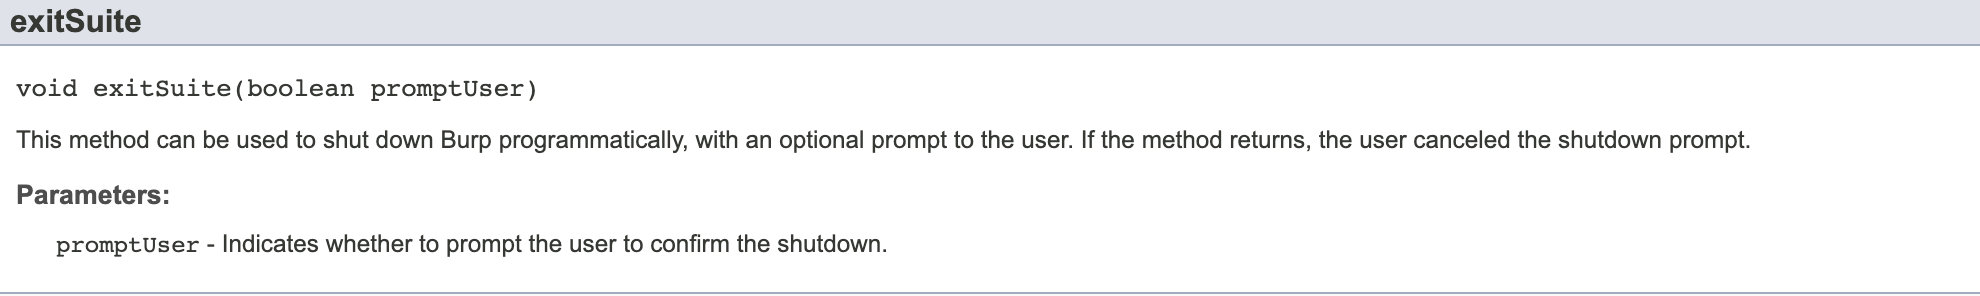 exitSuite
void exitSuite(boolean promptUser)
This method can be used to shut down Burp programmatically, with an optional prompt to the user. If the method returns, the user canceled the shutdown prompt.
Parameters:
promptUser - Indicates whether to prompt the user to confirm the shutdown.